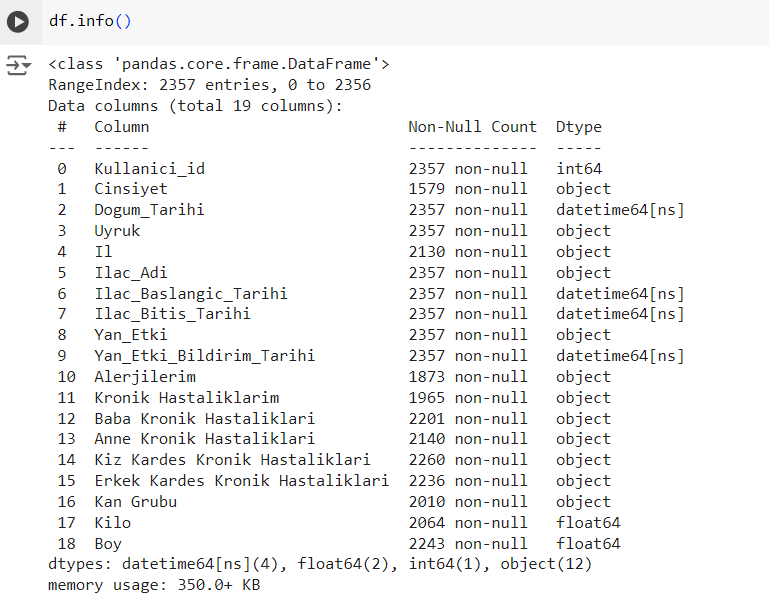 df.info()
<class 'pandas.core.frame.DataFrame'>
RangeIndex: 2357 entries, 0 to 2356
Data columns (total 19 columns):
 #   Column                         Non-Null Count  Dtype
---  ------                         --------------  -----
 0   Kullanici_id                   2357 non-null   int64
 1   Cinsiyet                       1579 non-null   object
 2   Dogum_Tarihi                   2357 non-null   datetime64[ns]
 3   Uyruk                          2357 non-null   object
 4   Il                             2130 non-null   object
 5   Ilac_Adi                       2357 non-null   object
 6   Ilac_Baslangic_Tarihi          2357 non-null   datetime64[ns]
 7   Ilac_Bitis_Tarihi              2357 non-null   datetime64[ns]
 8   Yan_Etki                       2357 non-null   object
 9   Yan_Etki_Bildirim_Tarihi       2357 non-null   datetime64[ns]
 10  Alerjilerim                    1873 non-null   object
 11  Kronik Hastaliklarim           1965 non-null   object
 12  Baba Kronik Hastaliklari       2201 non-null   object
 13  Anne Kronik Hastaliklari       2140 non-null   object
 14  Kiz Kardes Kronik Hastaliklari  2260 non-null   object
 15  Erkek Kardes Kronik Hastaliklari  2236 non-null   object
 16  Kan Grubu                      2010 non-null   object
 17  Kilo                           2064 non-null   float64
 18  Boy                            2243 non-null   float64
dtypes: datetime64[ns](4), float64(2), int64(1), object(12)
memory usage: 350.0+ KB